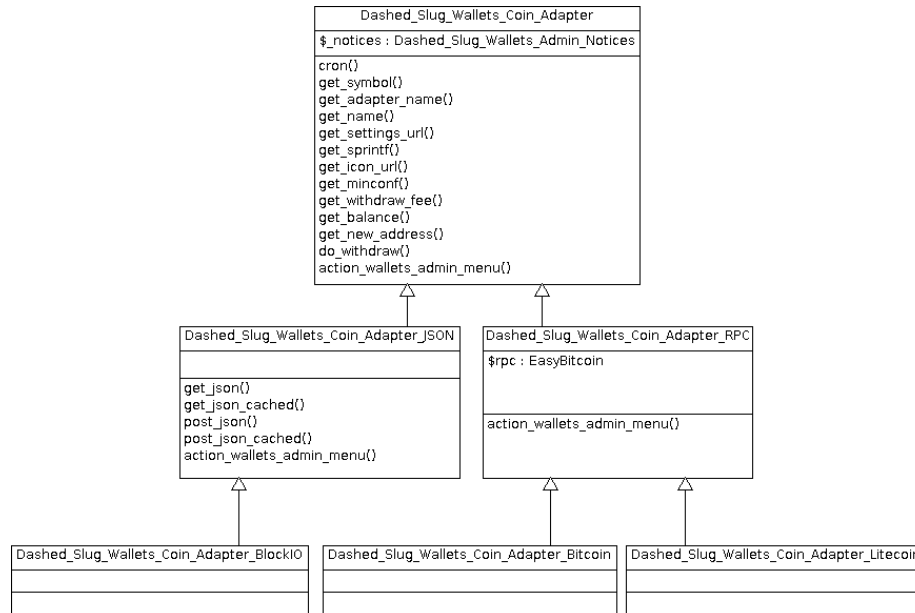 Dashed_Slug_Wallets_Coin_Adapter
$_notices : Dashed_Slug_Wallets_Admin_Notices
cron()
get_symbol()
get_adapter_name()
get_name()
get_settings_url()
get_sprintf()
get_icon_url()
get_minconf()
get_withdraw_fee()
get_balance()
get_new_address()
do_withdraw()
action_wallets_admin_menu()
Dashed_Slug_Wallets_Coin_Adapter_JSON
get_json()
get_json_cached()
post_json()
post_json_cached()
action_wallets_admin_menu()
Dashed_Slug_Wallets_Coin_Adapter_RPC
$rpc : EasyBitcoin
action_wallets_admin_menu()
Dashed_Slug_Wallets_Coin_Adapter_BlockIO
Dashed_Slug_Wallets_Coin_Adapter_Bitcoin
Dashed_Slug_Wallets_Coin_Adapter_Litecoin